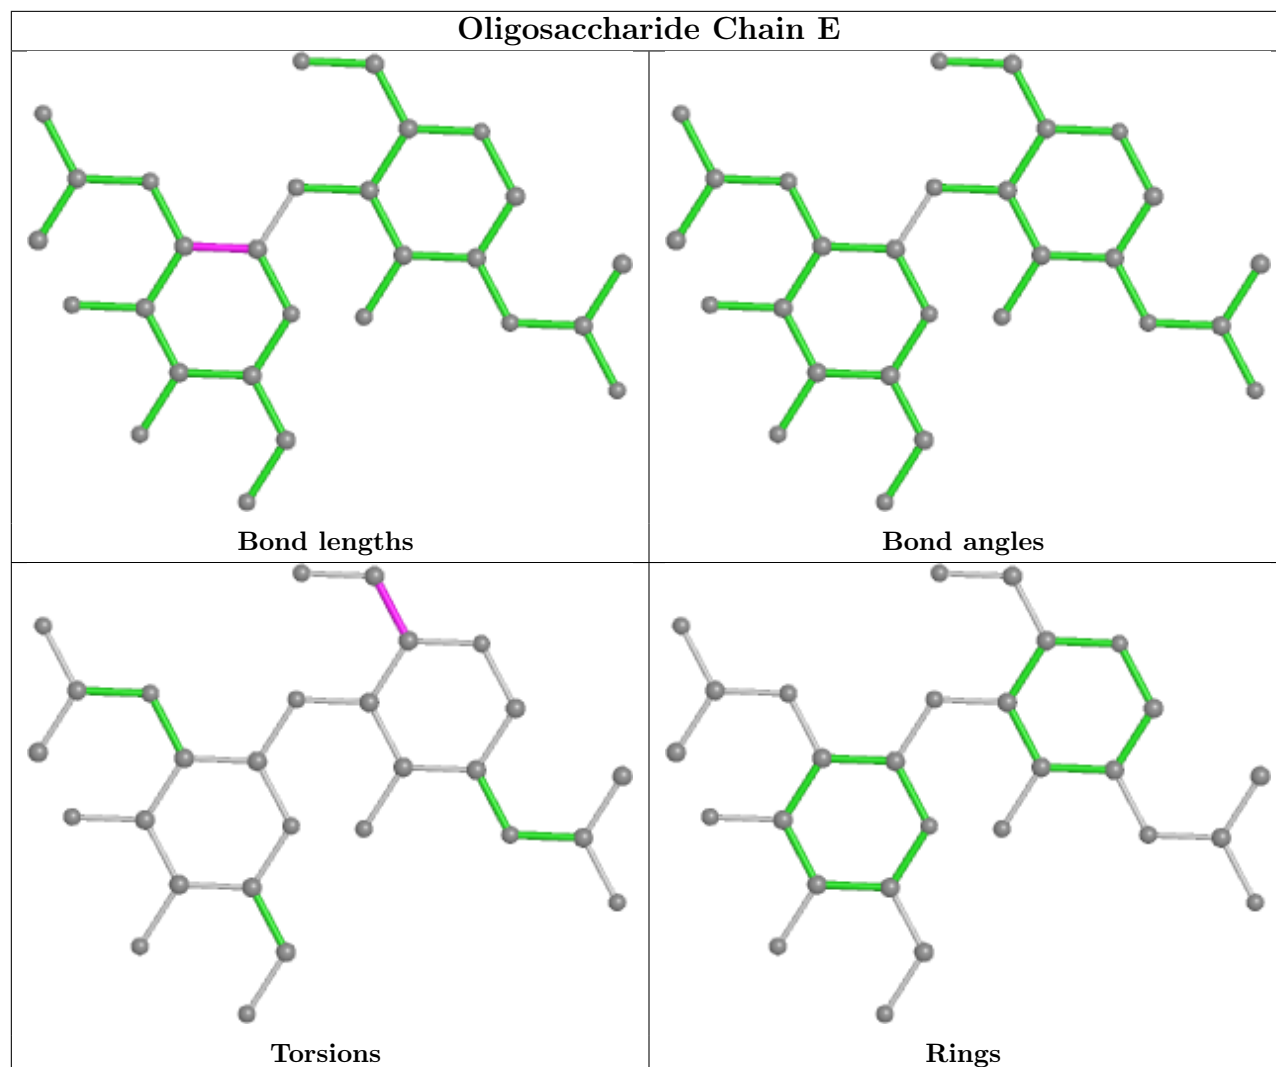 Oligosaccharide Chain E
Bond lengths
Bond angles
Torsions
Rings